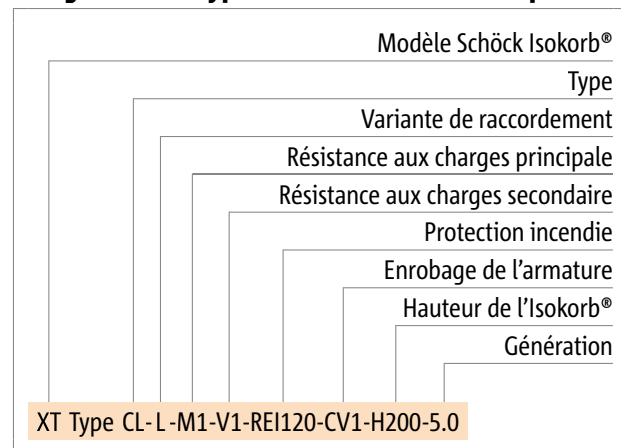 Modèle Schöck Isokorb®
Type
Variante de raccordement
Résistance aux charges principale
Résistance aux charges secondaire
Protection incendie
Enrobage de l’armature
Hauteur de l’Isokorb®
Génération
XT Type CL-L-M1-V1-REI120-CV1-H200-5.0